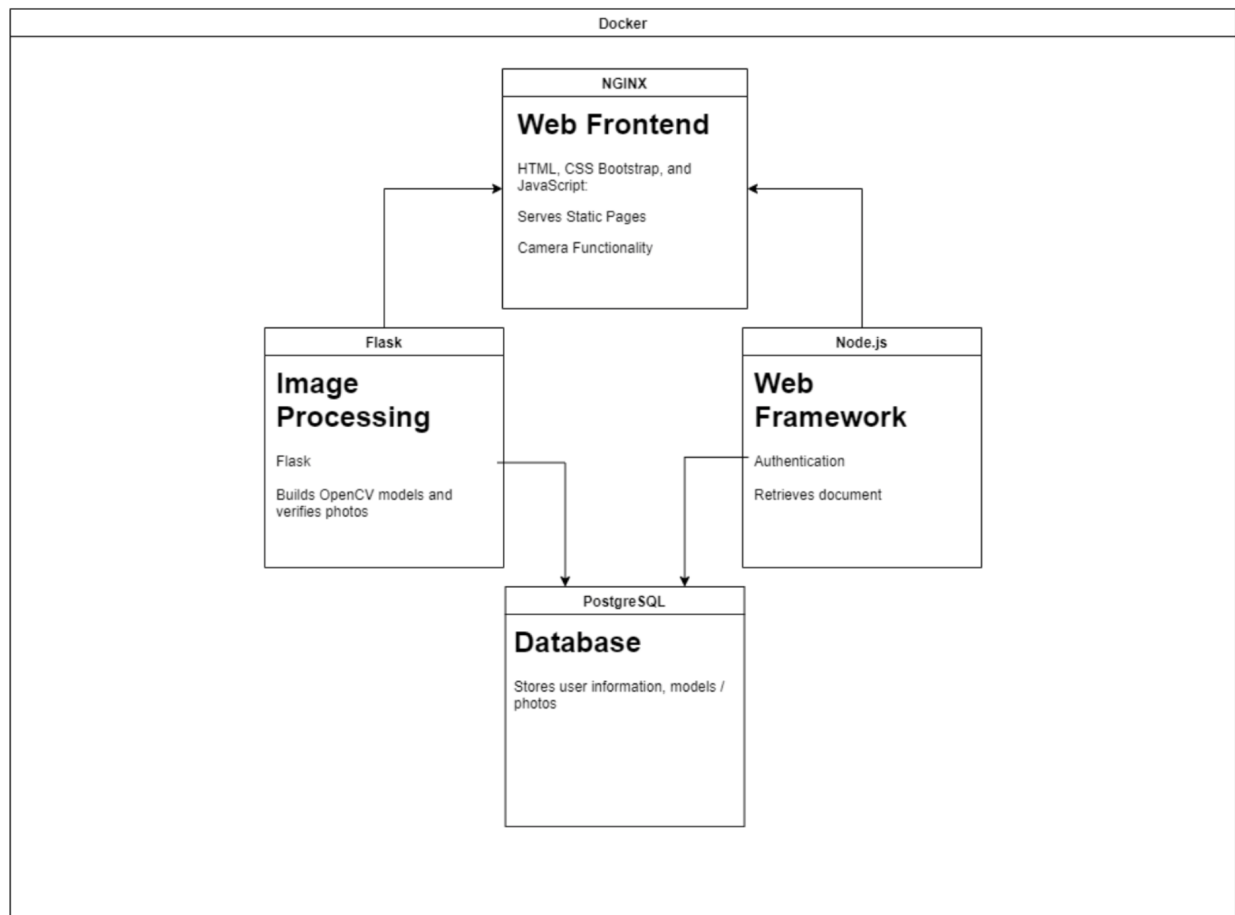 Docker
NGINX
Web Frontend
HTML, CSS Bootstrap, and
JavaScript:
Serves Static Pages
Camera Functionality
Flask
Image
Processing
Flask
Builds OpenCV models and
verifies photos
Node.js
Web
Framework
Authentication
Retrieves document
PostgreSQL
Database
Stores user information, models /
photos